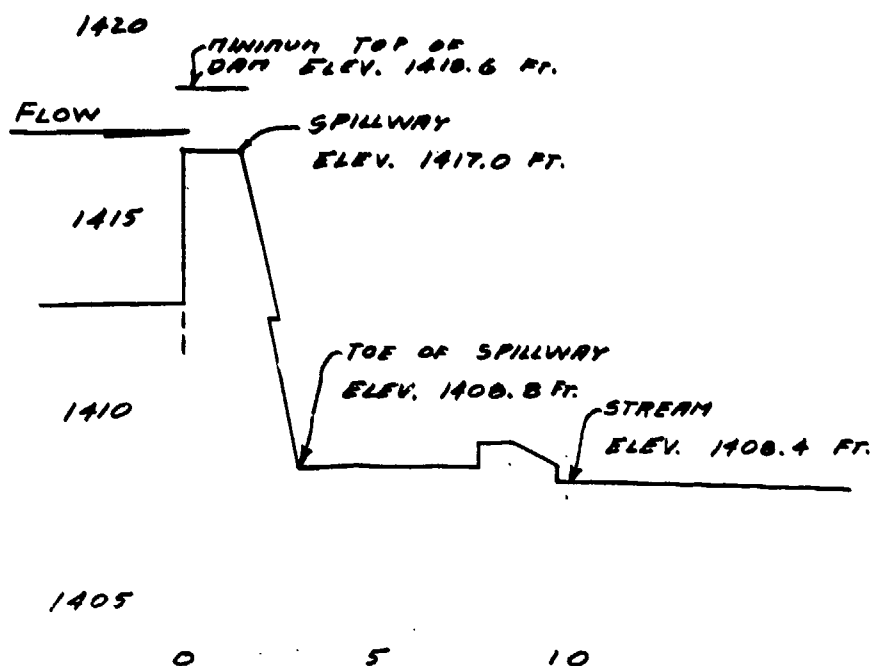 1420
MINIMUM TOP OF
DAM ELEV. 1418.6 FT.
FLOW
SPILLWAY
ELEV. 1417.0 FT.
1415
TOE OF SPILLWAY
ELEV. 1408.8 FT.
1410
STREAM
ELEV. 1408.4 FT.
1405
0 5 10